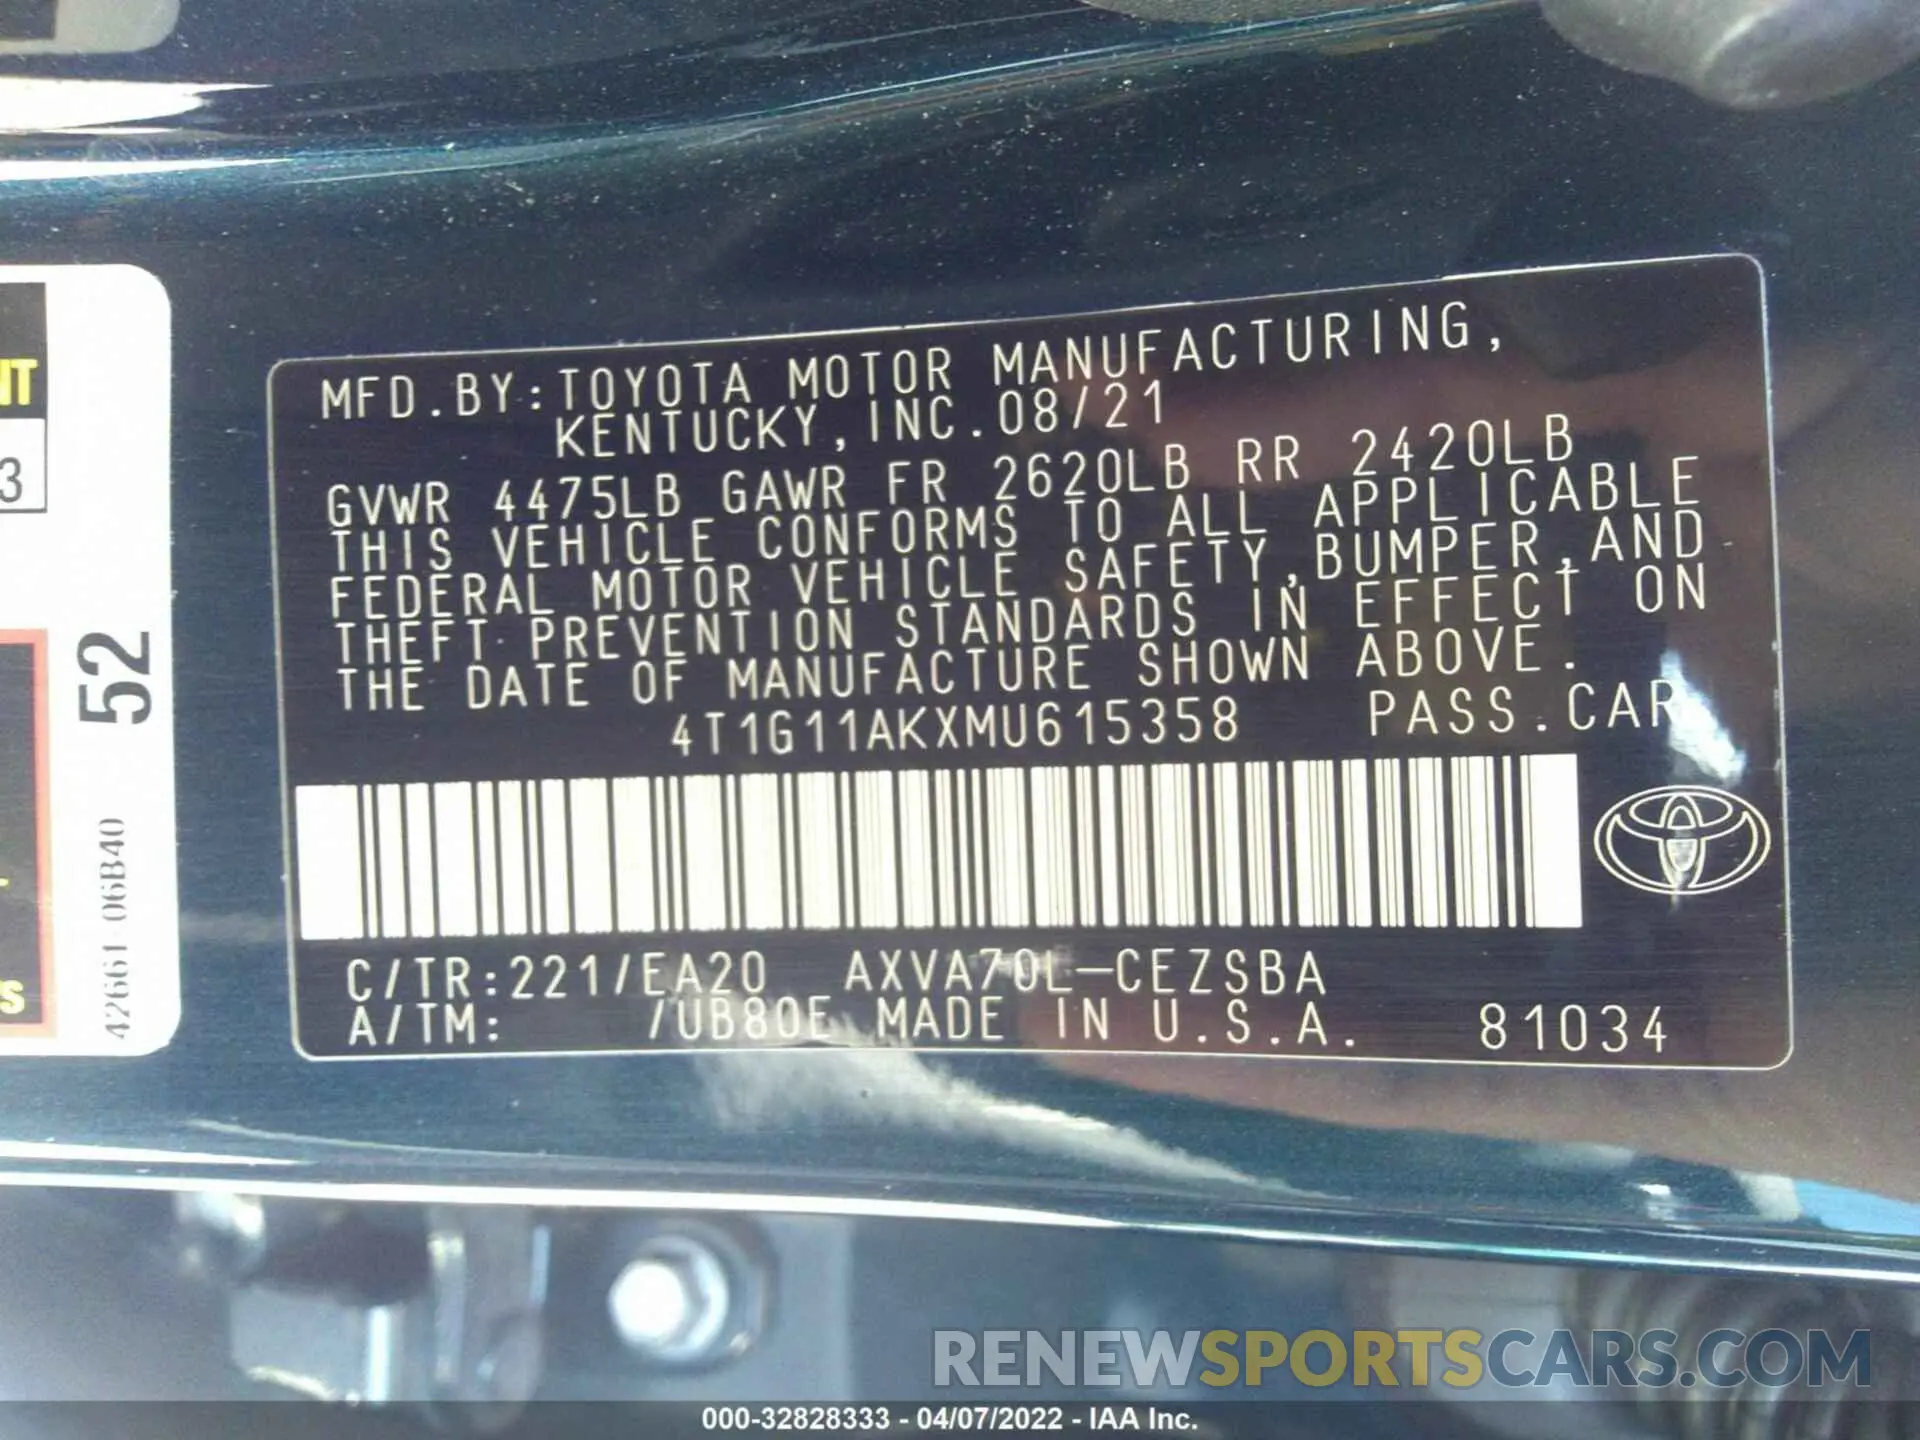 NT
3
52
42661 06B40
MFD.BY:TOYOTA MOTOR MANUFACTURING,
KENTUCKY,INC.08/21
GVWR 4475LB GAWR FR 2620LB RR 2420LB
THIS VEHICLE CONFORMS TO ALL APPLICABLE
FEDERAL MOTOR VEHICLE SAFETY,BUMPER,AND
THEFT PREVENTION STANDARDS IN EFFECT ON
THE DATE OF MANUFACTURE SHOWN ABOVE.
4T1G11AKXMU615358 PASS.CAR
C/TR:221/EA20 AXVA70L-CEZSBA
A/TM: /UB80E MADE IN U.S.A. 81034
RENEWSPORTSCARS.COM
000-32828333 - 04/07/2022 - IAA Inc.